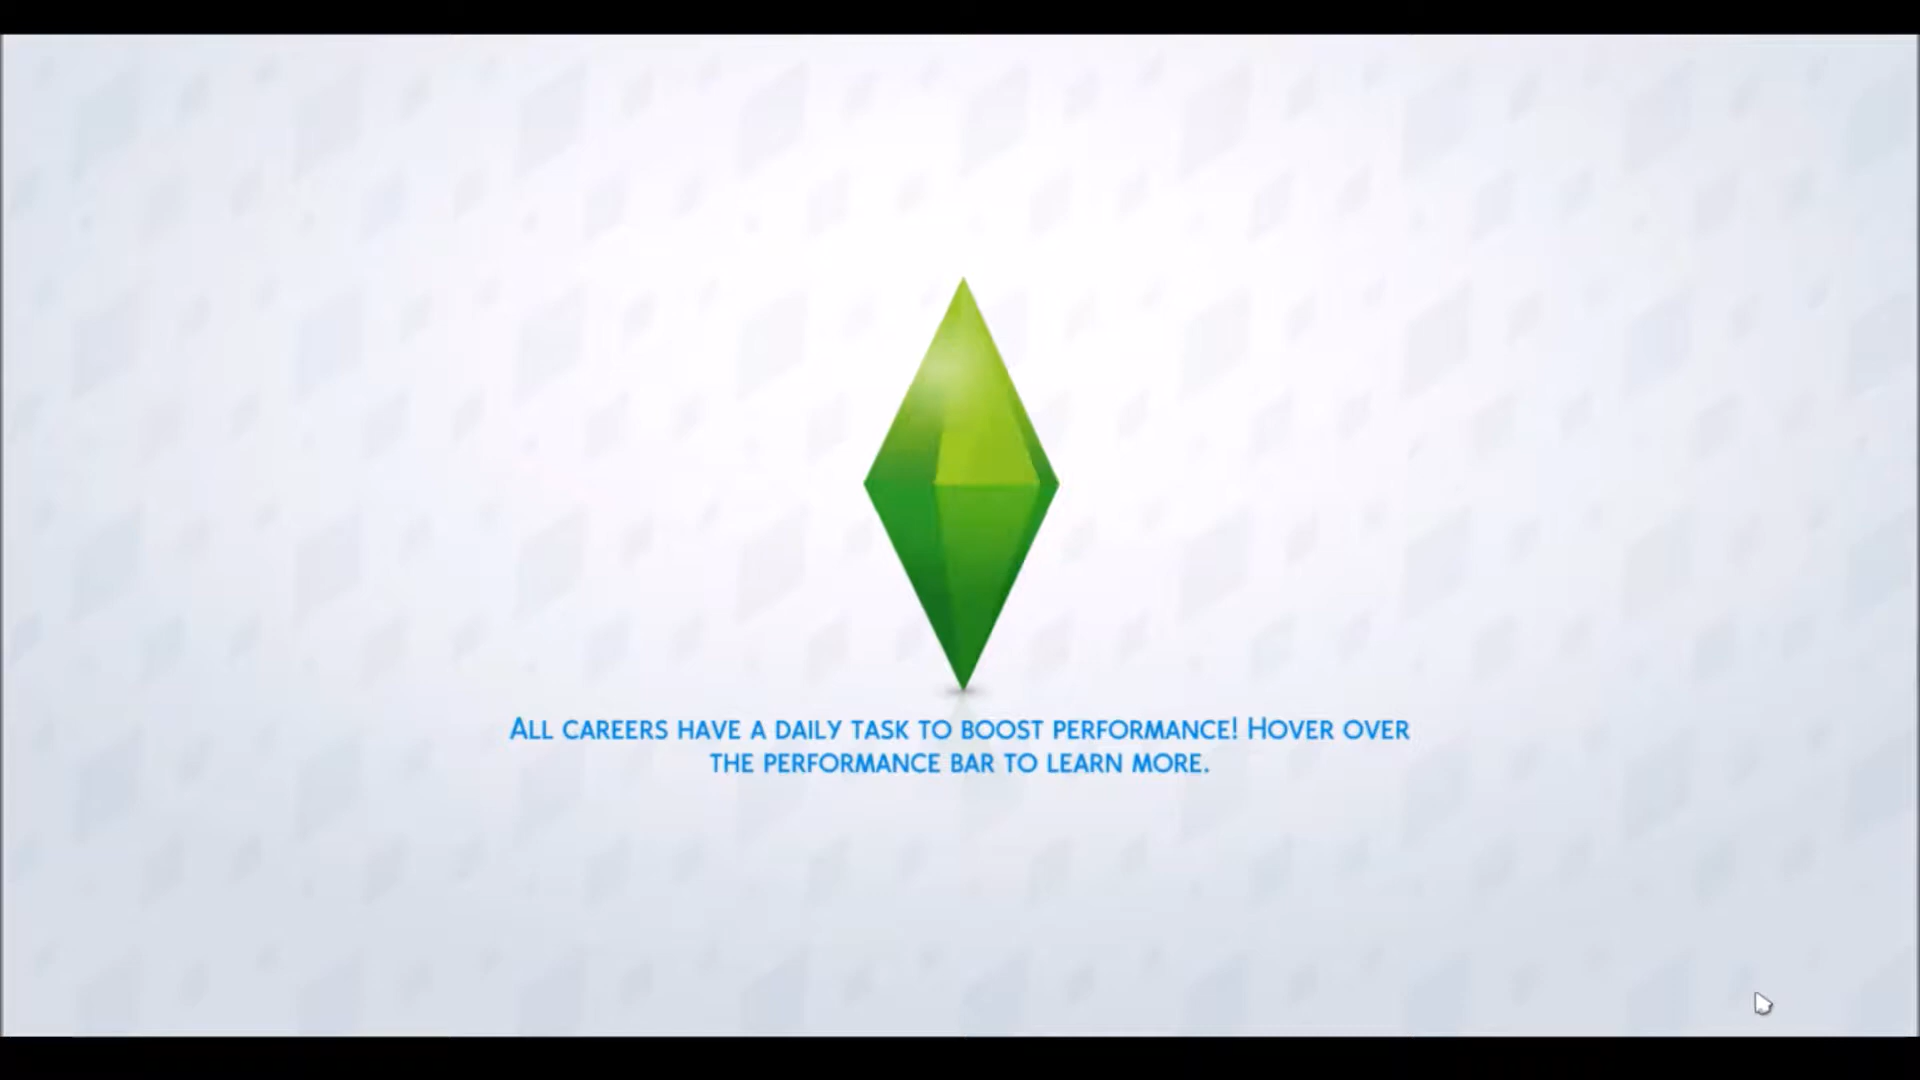 All careers have a daily task to boost performance! Hover over
the performance bar to learn more.